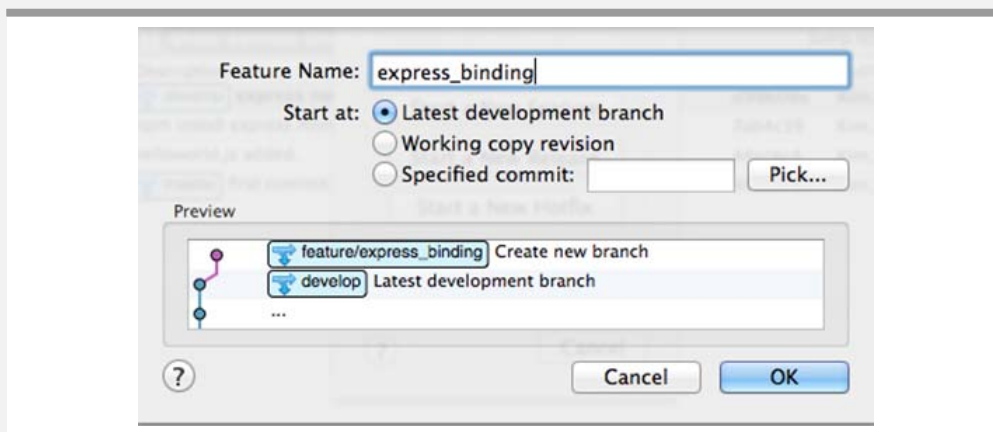 Feature Name: express_binding
Start at: Latest development branch
Working copy revision
Specified commit: Pick...
Preview
feature/express_binding Create new branch
develop Latest development branch
...
? Cancel OK